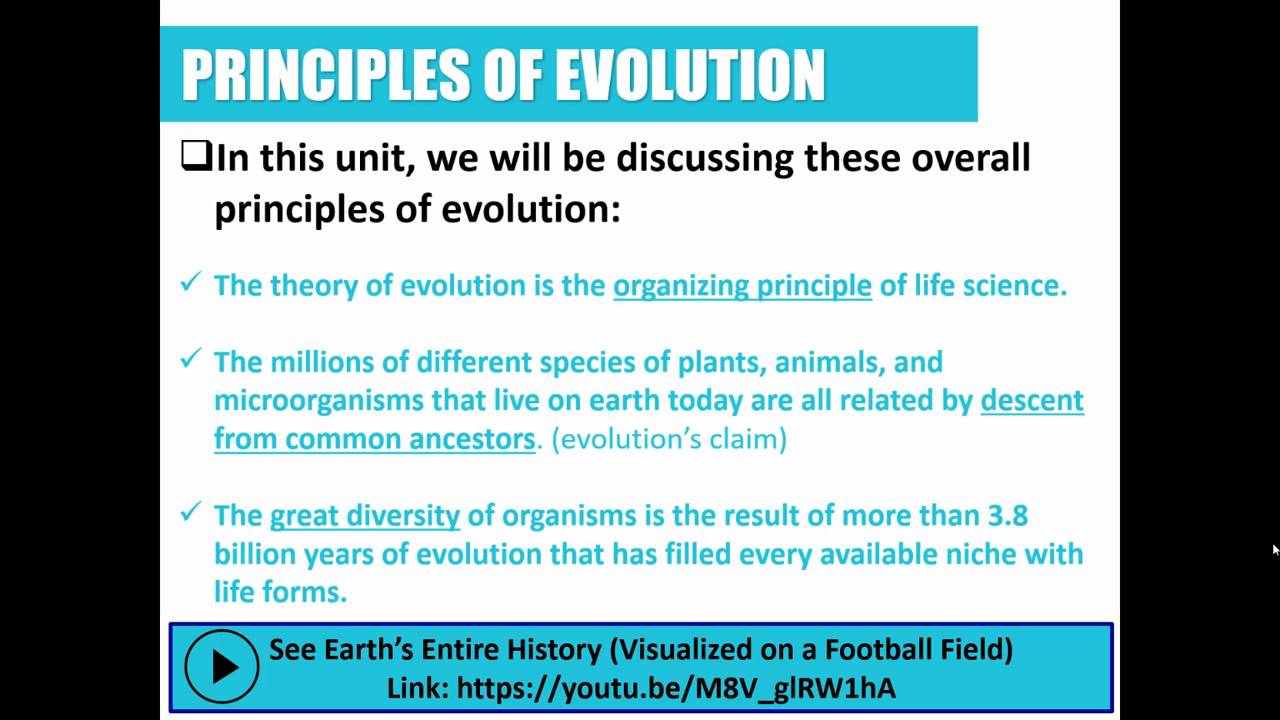 PRINCIPLES OF EVOLUTION
❑In this unit, we will be discussing these overall
principles of evolution:
✓ The theory of evolution is the organizing principle of life science.
✓ The millions of different species of plants, animals, and
microorganisms that live on earth today are all related by descent
from common ancestors. (evolution’s claim)
✓ The great diversity of organisms is the result of more than 3.8
billion years of evolution that has filled every available niche with
life forms.
See Earth’s Entire History (Visualized on a Football Field)
Link: https://youtu.be/M8V_glRW1hA